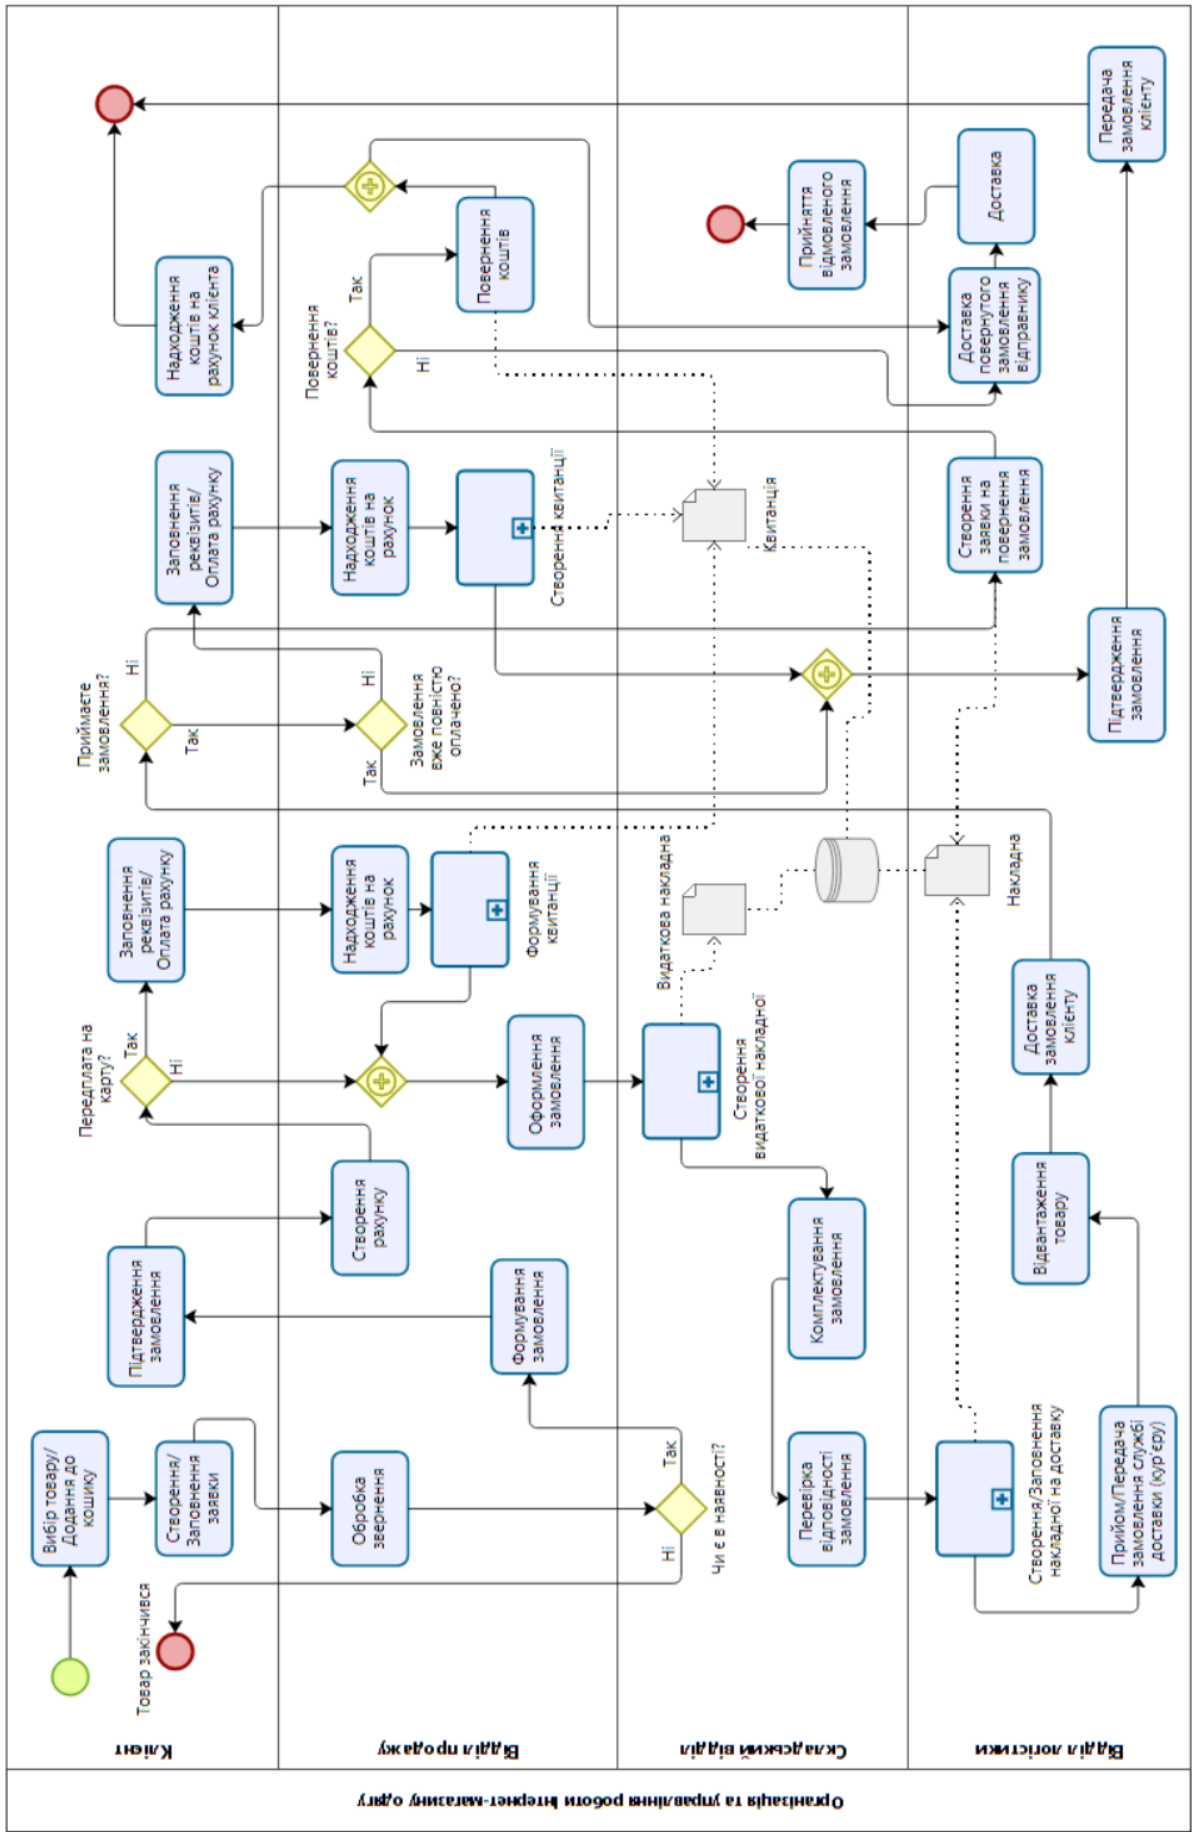 Організація та управління роботи Інтернет-магазину одягу
Клієнт
Відділ продажу
Складський відділ
Відділ логістики
Вибір товару/
Додання до
кошику
Створення/
Заповнення
заявки
Товар закінчився
Підтвердження
замовлення
Передплата на
карту?
Так
Ні
Заповнення
реквізитів/
Оплата рахунку
Приймаєте
замовлення?
Ні
Так
Заповнення
реквізитів/
Оплата рахунку
Надходження
коштів на
рахунок клієнта
Обробка
звернення
Створення
рахунку
Формування
замовлення
Оформлення
замовлення
Надходження
коштів на
рахунок
Формування
квитанції
Замовлення
вже повністю
оплачено?
Так
Ні
Надходження
коштів на
рахунок
Створення квитанції
Повернення
коштів?
Так
Ні
Повернення
коштів
Чи є в наявності?
Ні
Так
Перевірка
відповідності
замовлення
Комплектування
замовлення
Створення
видаткової накладної
Видаткова накладна
Квитанція
Прийняття
відмовленого
замовлення
Створення/Заповнення
накладної на доставку
Прийом/Передача
замовлення службі
доставки (кур'єру)
Відвантаження
товару
Доставка
замовлення
клієнту
Накладна
Підтвердження
замовлення
Створення
заявки на
повернення
замовлення
Доставка
повернутого
замовлення
відправнику
Доставка
Передача
замовлення
клієнту